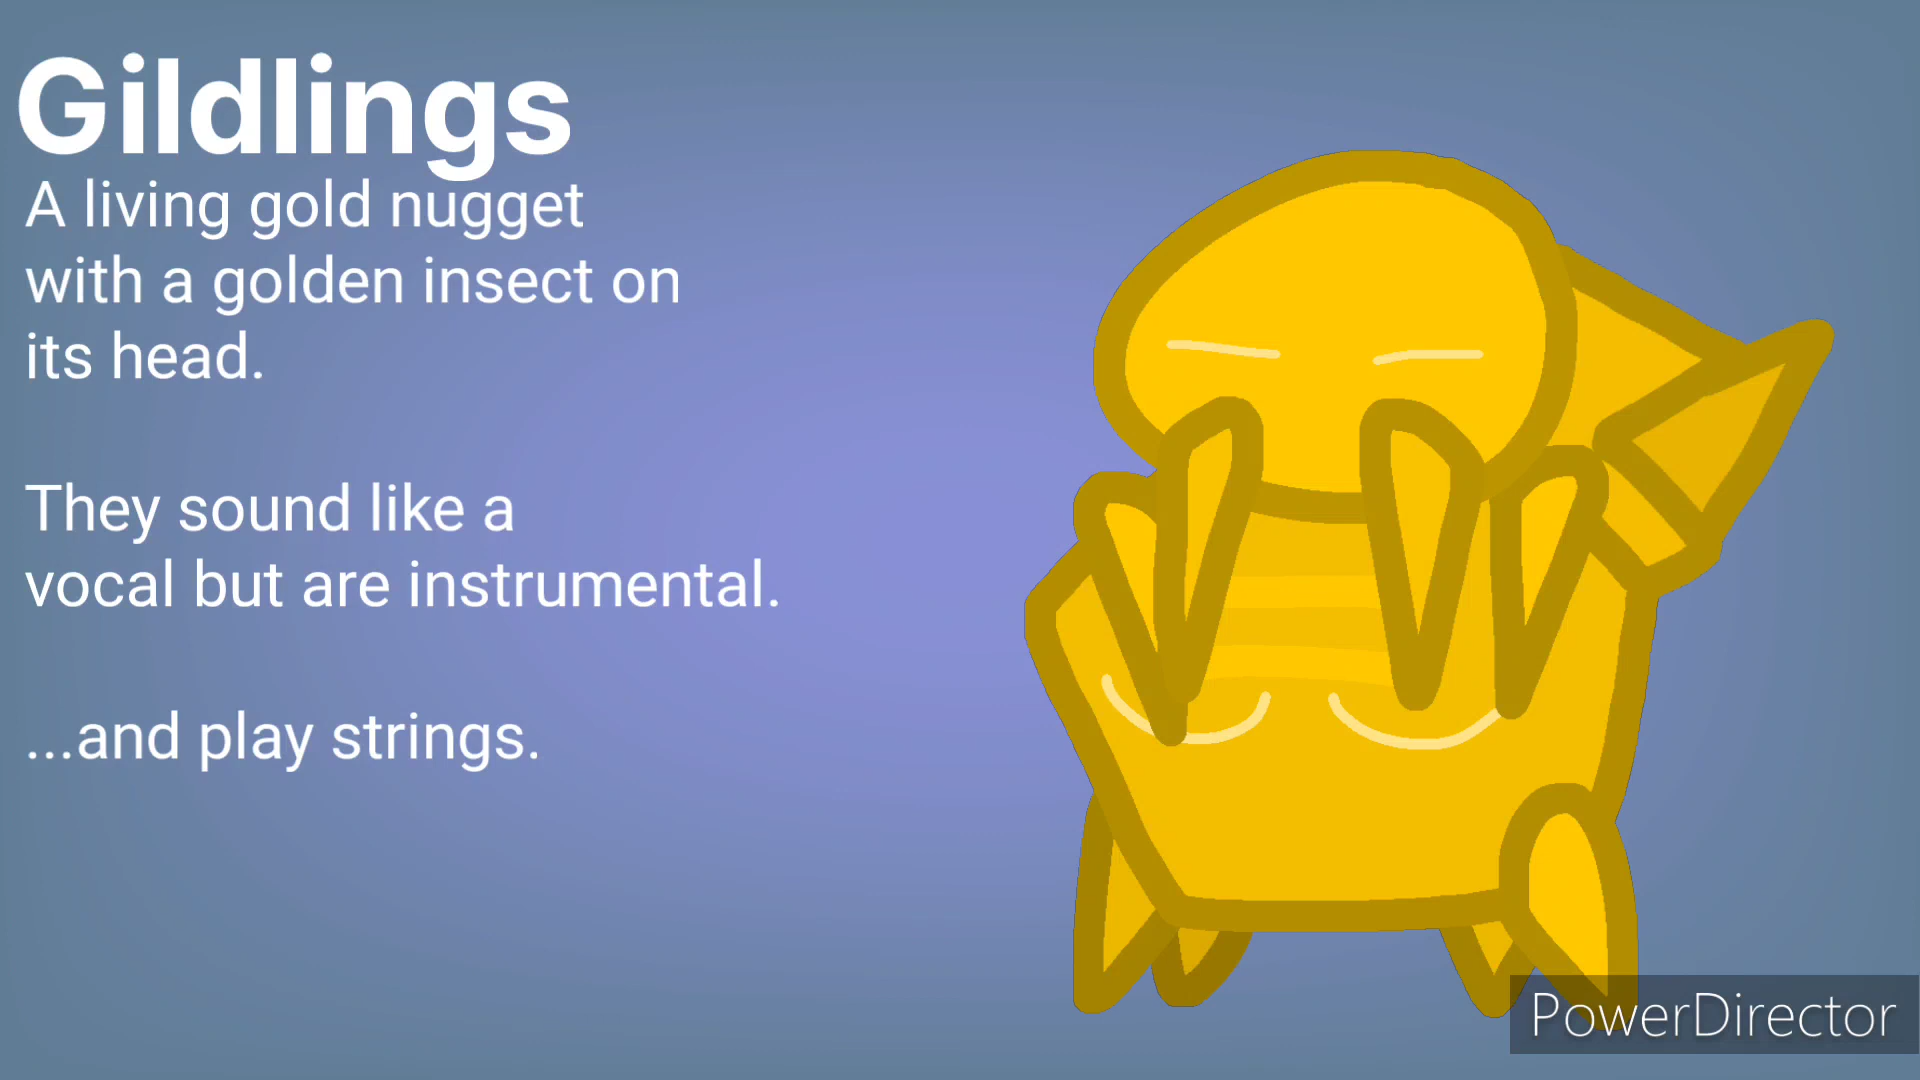 Gildlings
A living gold nugget
with a golden insect on
its head.
They sound like a
vocal but are instrumental.
...and play strings.
PowerDirector